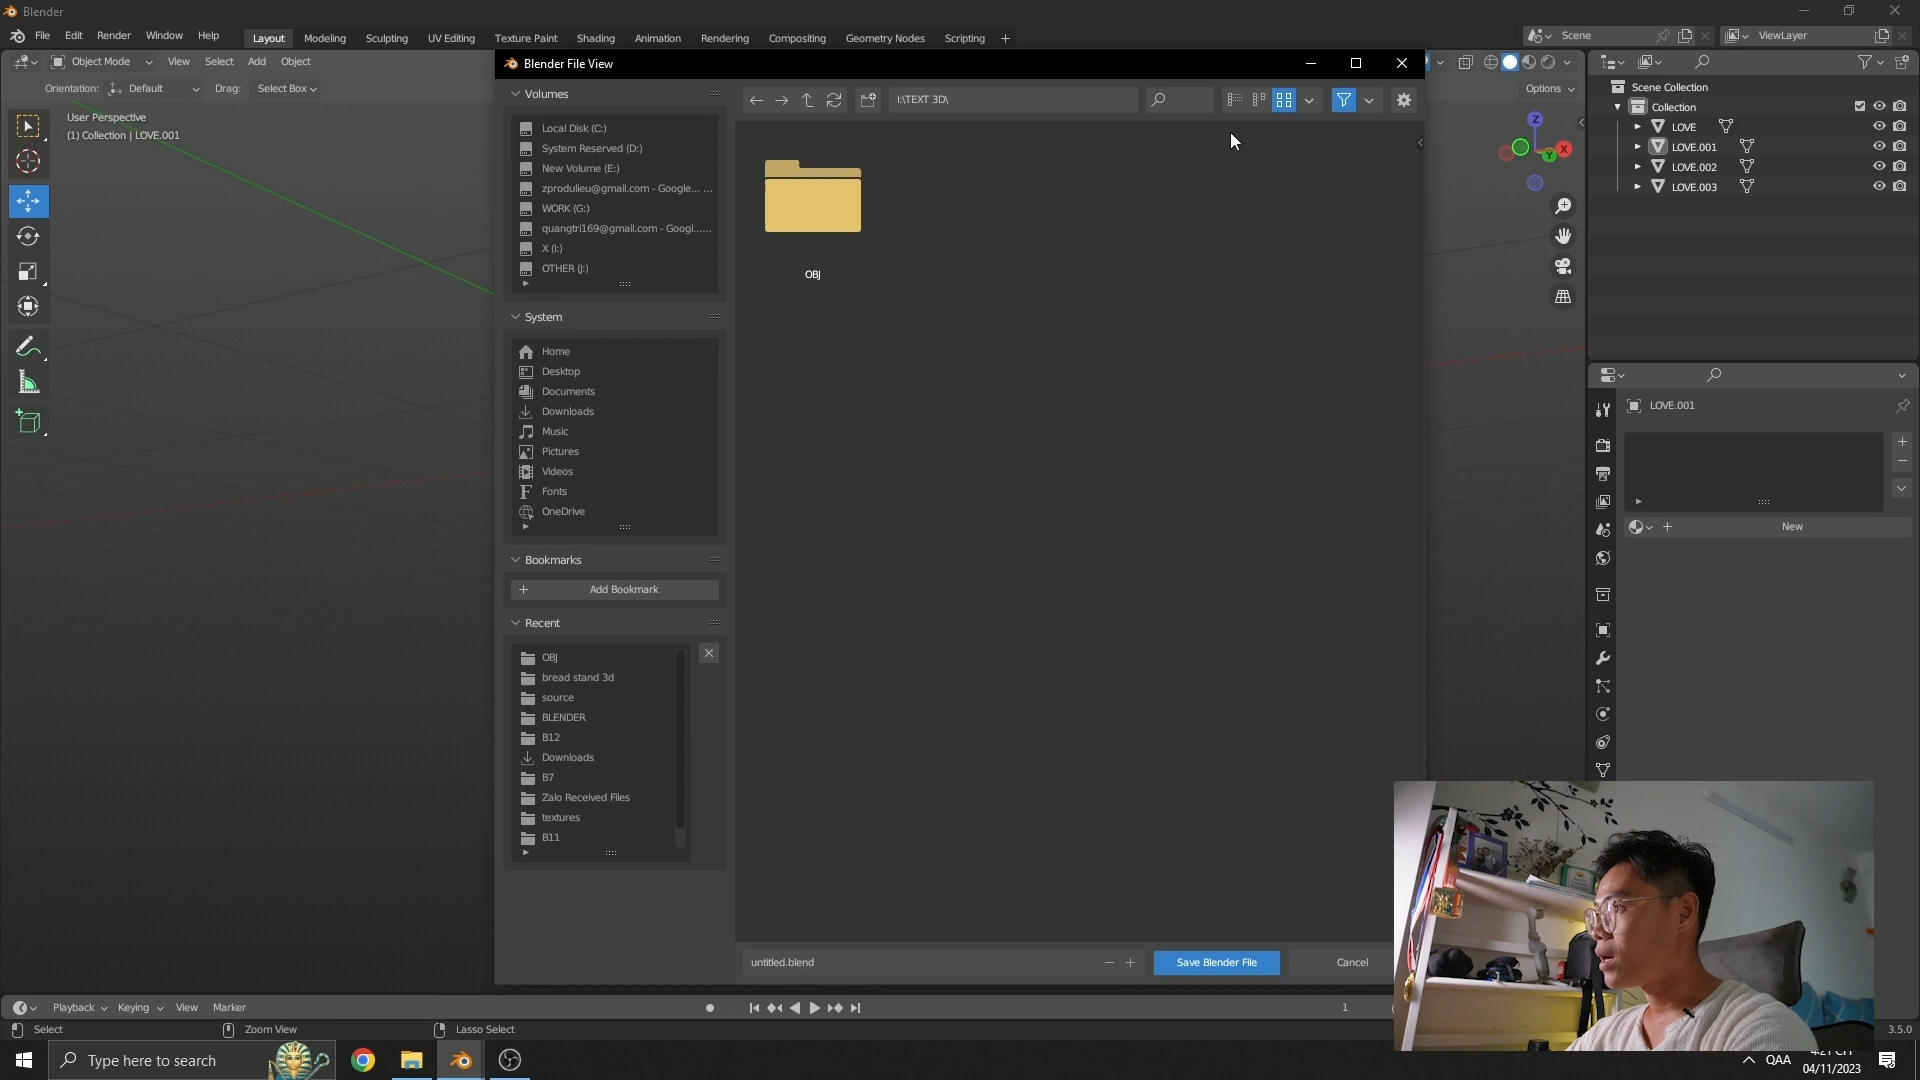 Blender
File Edit Render Window Help Layout Modeling Sculpting UV Editing Texture Paint Shading Animation Rendering Compositing Geometry Nodes Scripting + Scene ViewLayer
Object Mode View Select Add Object
Orientation: Default Drag: Select Box
Options
User Perspective
(1) Collection | LOVE.001
Blender File View
Volumes
Local Disk (C:)
System Reserved (D:)
New Volume (E:)
zprodulieu@gmail.com - Google... ...
WORK (G:)
quangtri169@gmail.com - Googl......
X (I:)
OTHER (J:)
System
Home
Desktop
Documents
Downloads
Music
Pictures
Videos
Fonts
OneDrive
Bookmarks
Add Bookmark
Recent
OBJ
bread stand 3d
source
BLENDER
B12
Downloads
B7
Zalo Received Files
textures
B11
I:\TEXT 3D\
OBJ
untitled.blend
Save Blender File
Cancel
Z
X
Y
Scene Collection
Collection
LOVE
LOVE.001
LOVE.002
LOVE.003
LOVE.001
New
Playback Keying View Marker
1
Select Zoom View Lasso Select
3.5.0
Type here to search
QAA
04/11/2023